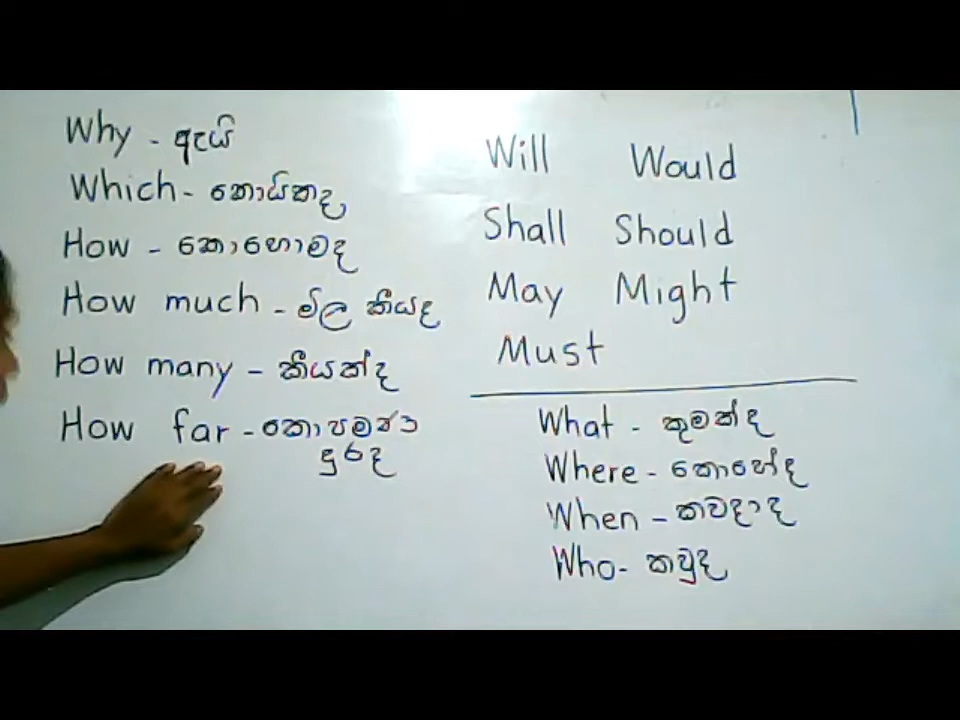 Why - ඇයි
Which - කොයිකද
How - කොහොමද
How much - මිල කීයද
How many - කීයක්ද
How far - කොපමණ
දුරද
Will Would
Shall Should
May Might
Must
What - කුමක්ද
Where - කොහේද
When - කවදාද
Who - කවුද